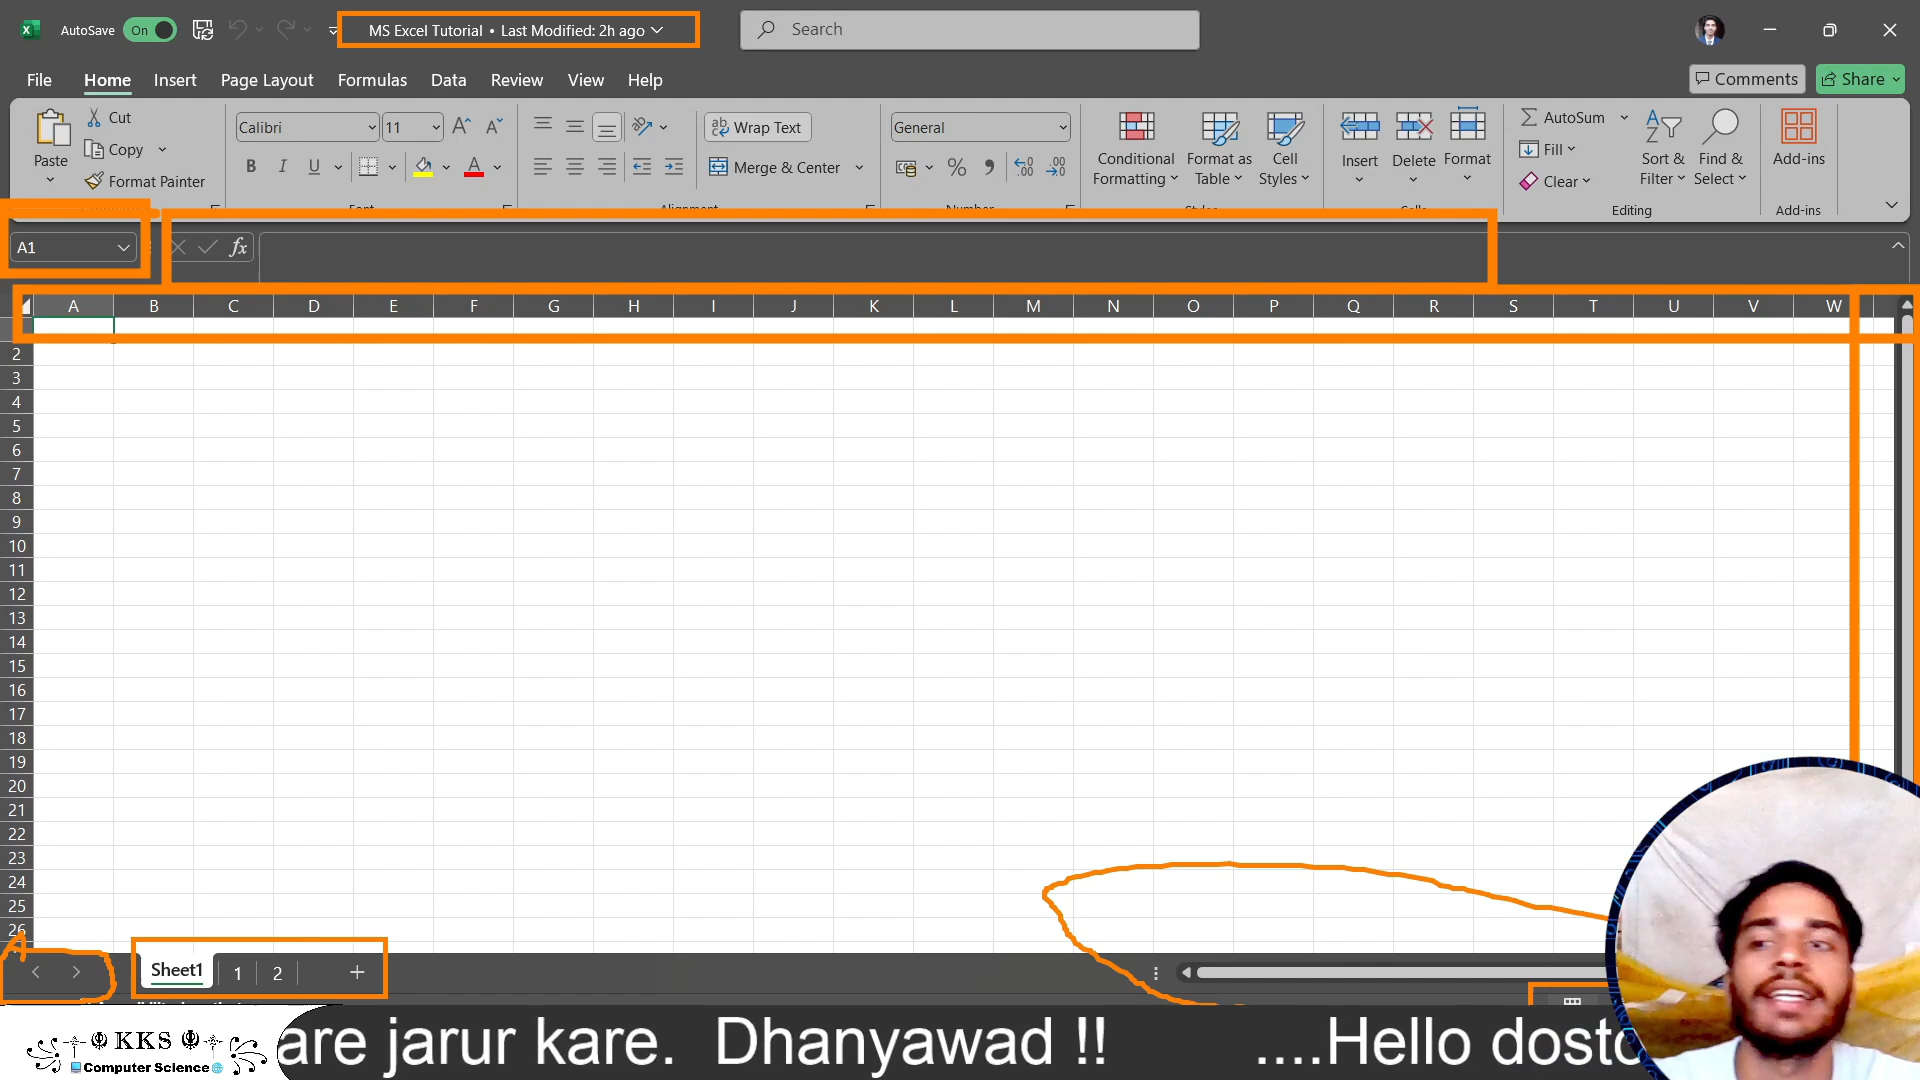 AutoSave On MS Excel Tutorial • Last Modified: 2h ago Search
File Home Insert Page Layout Formulas Data Review View Help Comments Share
Paste Cut Calibri 11 Wrap Text General Conditional Formatting Format as Table Cell Styles Insert Delete Format AutoSum Sort & Filter Find & Select Add-ins
Copy Fill
Format Painter B I U A Merge & Center % Clear
Editing Add-ins
A1 fx
A B C D E F G H I J K L M N O P Q R S T U V W
2
3
4
5
6
7
8
9
10
11
12
13
14
15
16
17
18
19
20
21
22
23
24
25
26
Sheet1 1 2 +
KKS
Computer Science
are jarur kare. Dhanyawad !! ....Hello dosto